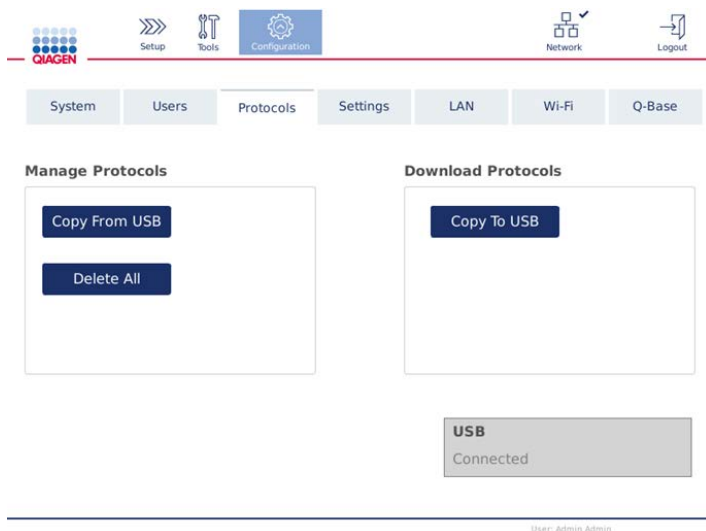 QIAGEN
Setup
Tools
Configuration
Network
Logout
System
Users
Protocols
Settings
LAN
Wi-Fi
Q-Base
Manage Protocols
Download Protocols
Copy From USB
Copy To USB
Delete All
USB
Connected
User: Admin Admin